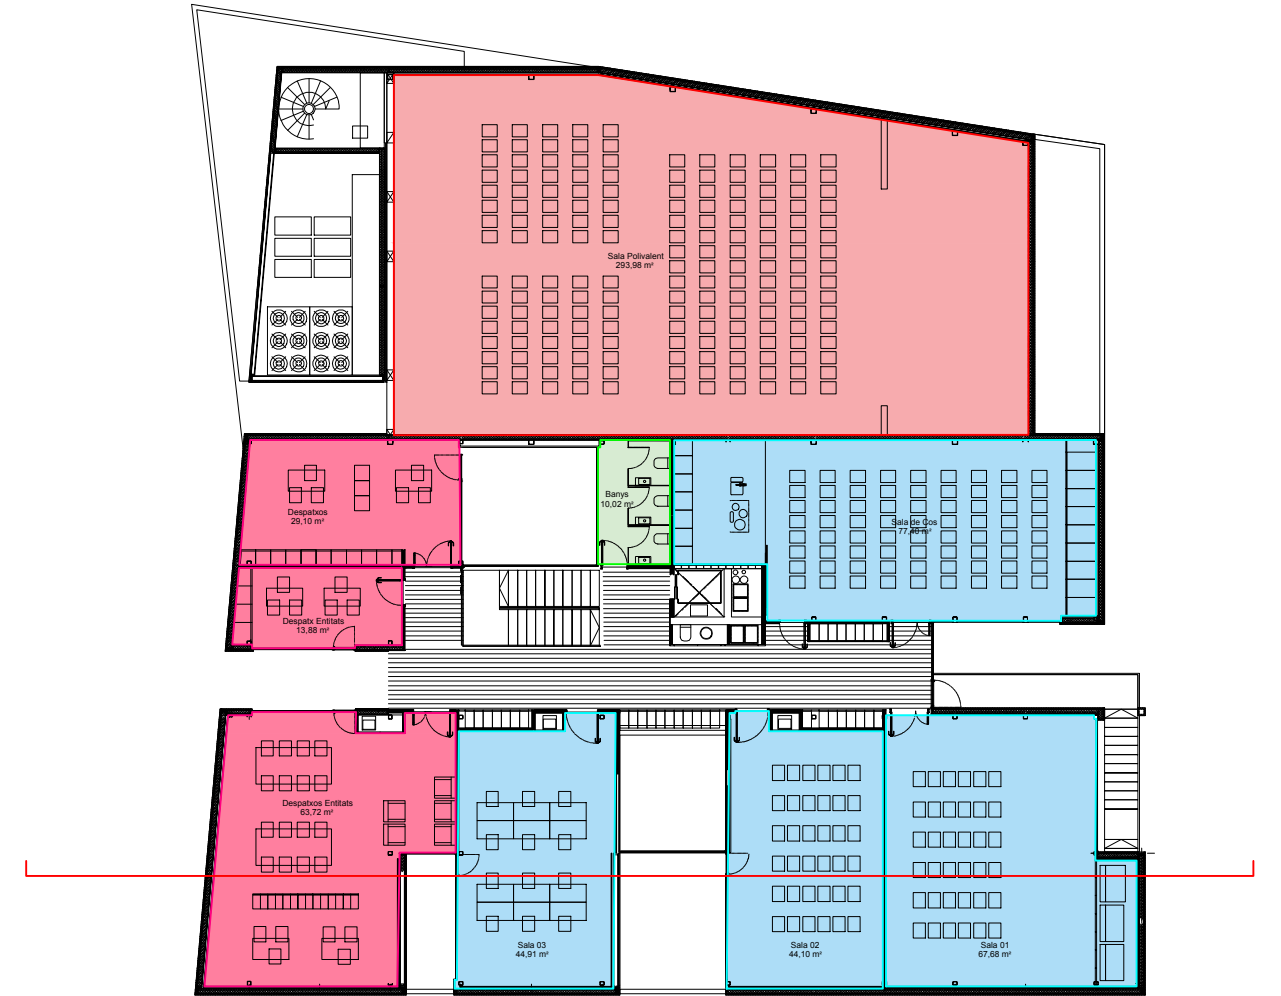 Sala Polivalent
293,98 m²
Despatxos
29,10 m²
Banys
10,02 m²
Sala de Cos
77,40 m²
Despatx Entitats
13,88 m²
Despatxos Entitats
63,72 m²
Sala 03
44,91 m²
Sala 02
44,10 m²
Sala 01
67,68 m²